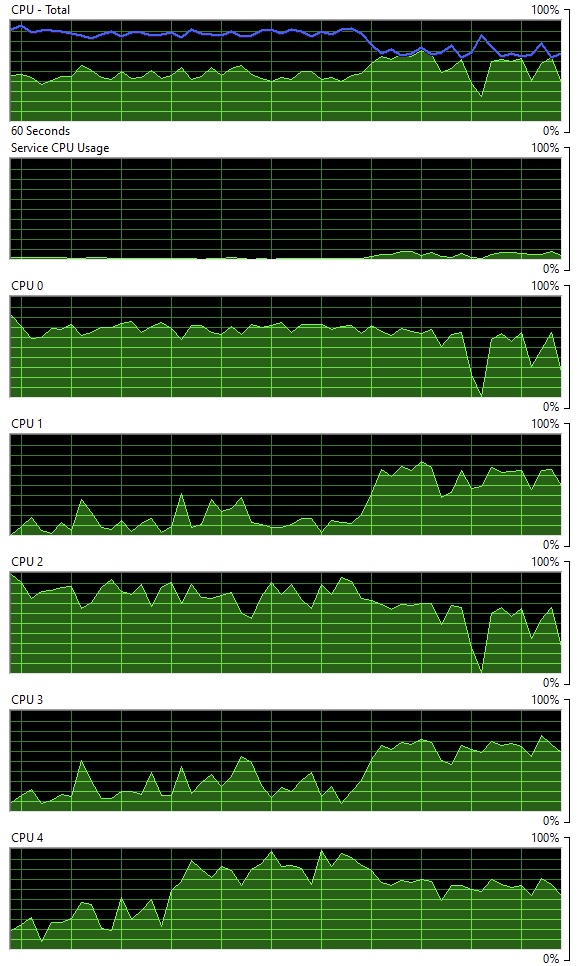 CPU - Total 100%
60 Seconds 0%
Service CPU Usage 100%
0%
CPU 0 100%
0%
CPU 1 100%
0%
CPU 2 100%
0%
CPU 3 100%
0%
CPU 4 100%
0%